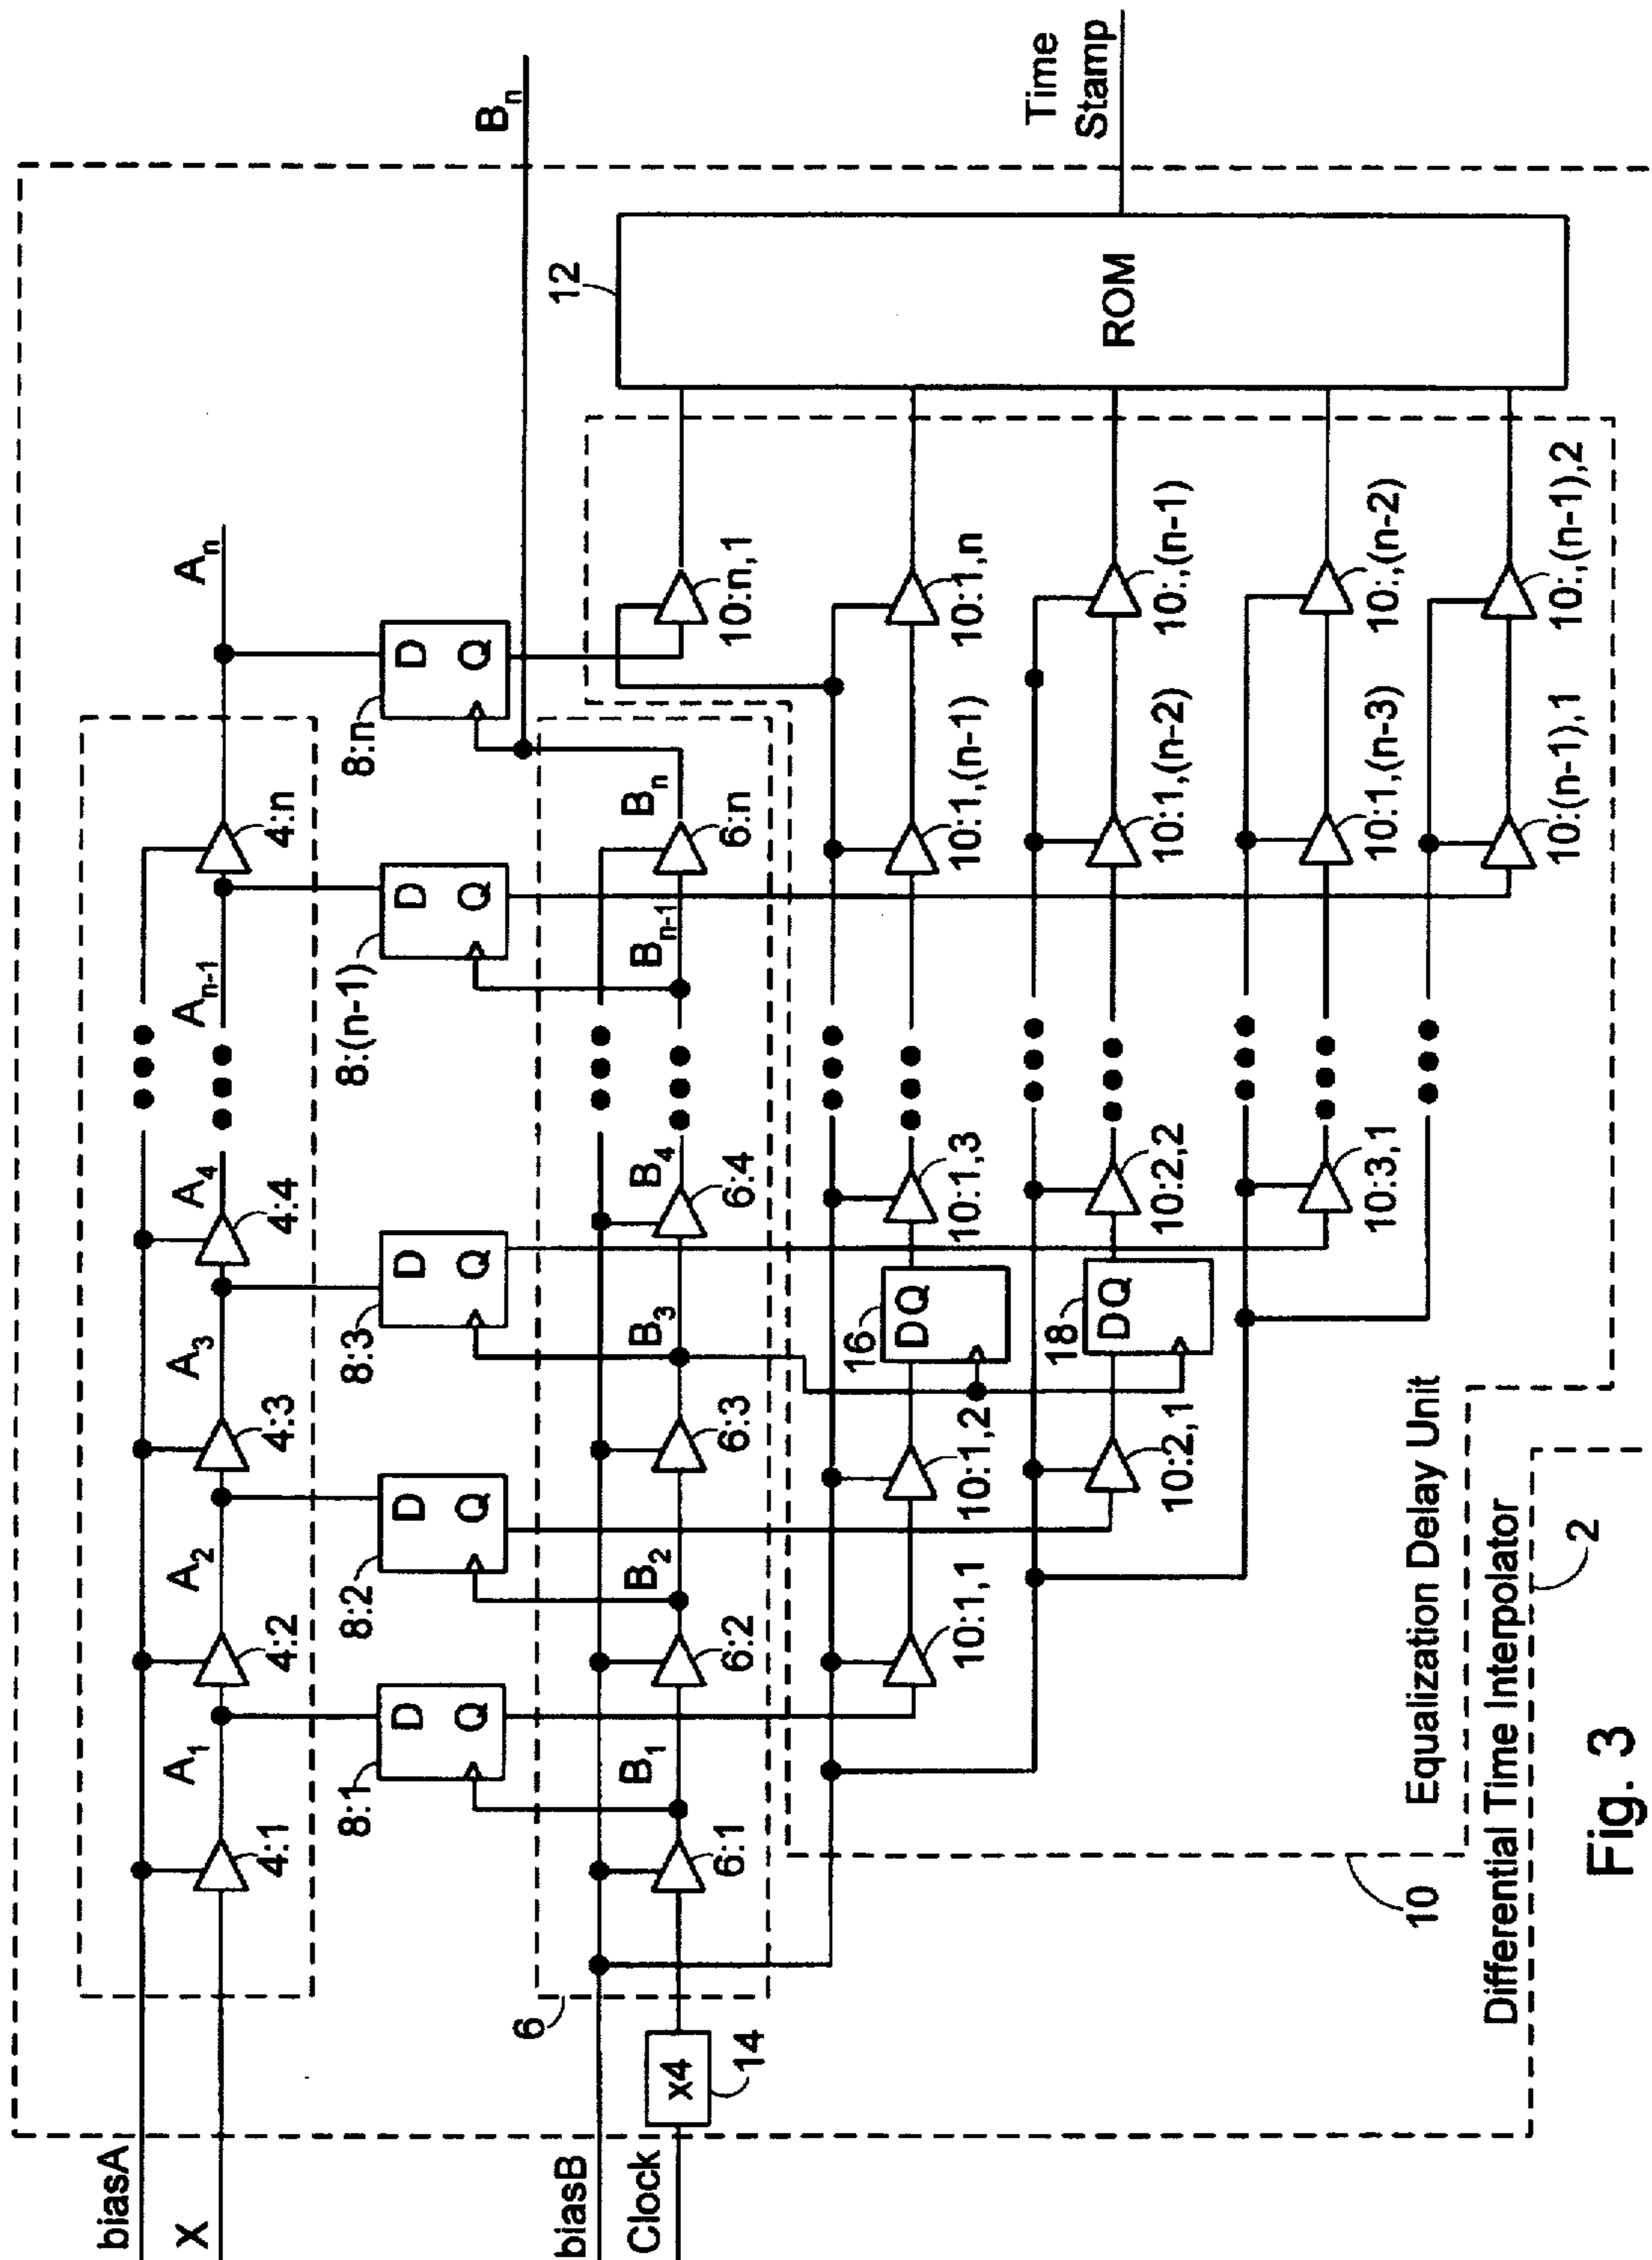 biasA
X
biasB
Clock
x4
14
6
4:1
A1
4:2
A2
4:3
A3
4:4
A4
An-1
4:n
An
8:1
D
Q
8:2
D
Q
8:3
D
Q
8:(n-1)
D
Q
8:n
D
Q
6:1
B1
6:2
B2
6:3
B3
6:4
B4
Bn-1
6:n
Bn
Bn
10:n,1
10:1,1
10:1,2
16
DQ
10:1,3
10:1,(n-1)
10:1,n
10:2,1
18
DQ
10:2,2
10:1,(n-2)
10:,(n-1)
10:3,1
10:1,(n-3)
10:,(n-2)
10:(n-1),1
10:,(n-1),2
12
ROM
Time
Stamp
10
Equalization Delay Unit
Differential Time Interpolator
2
Fig. 3